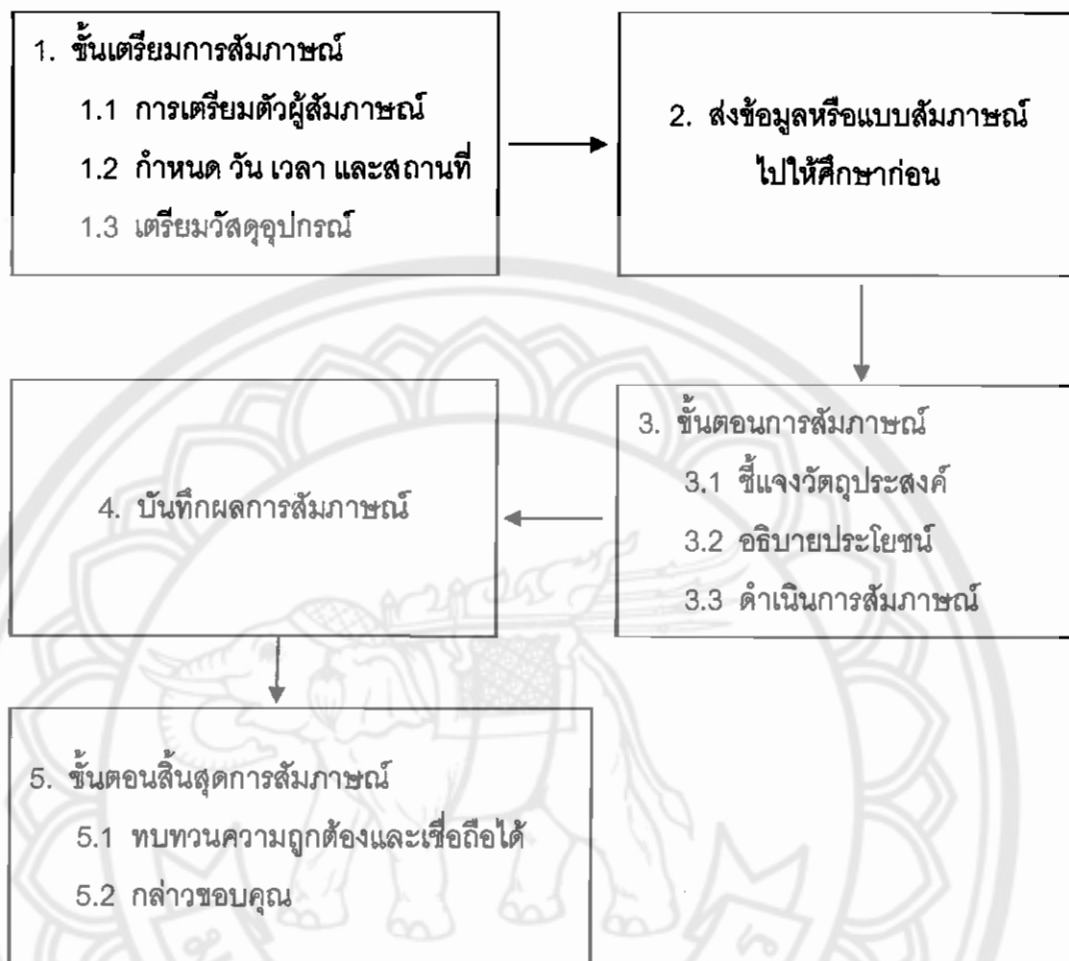 1. ขั้นเตรียมการสัมภาษณ์
1.1 การเตรียมตัวผู้สัมภาษณ์
1.2 กำหนด วัน เวลา และสถานที่
1.3 เตรียมวัสดุอุปกรณ์
2. ส่งข้อมูลหรือแบบสัมภาษณ์
ไปให้ศึกษาก่อน
3. ขั้นตอนการสัมภาษณ์
3.1 ชี้แจงวัตถุประสงค์
3.2 อธิบายประโยชน์
3.3 ดำเนินการสัมภาษณ์
4. บันทึกผลการสัมภาษณ์
5. ขั้นตอนสิ้นสุดการสัมภาษณ์
5.1 ทบทวนความถูกต้องและเชื่อถือได้
5.2 กล่าวขอบคุณ